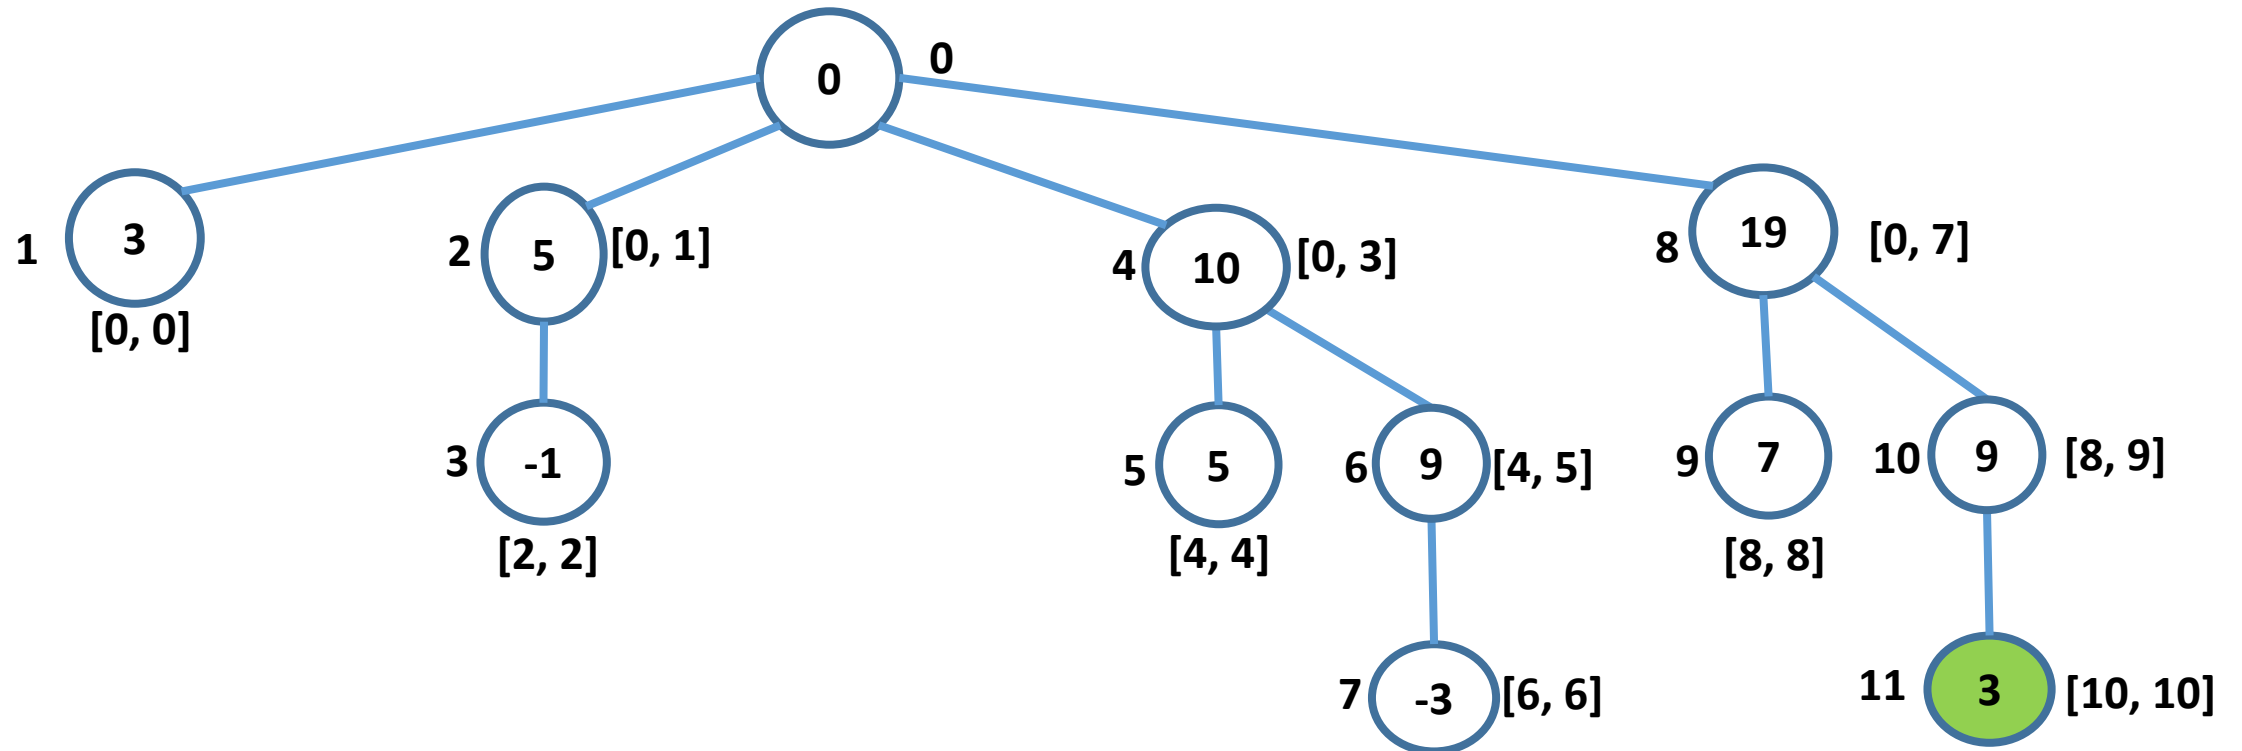 0 0
1 3 [0, 0]
2 5 [0, 1]
4 10 [0, 3]
8 19 [0, 7]
3 -1 [2, 2]
5 5 [4, 4]
6 9 [4, 5]
9 7 [8, 8]
10 9 [8, 9]
7 -3 [6, 6]
11 3 [10, 10]